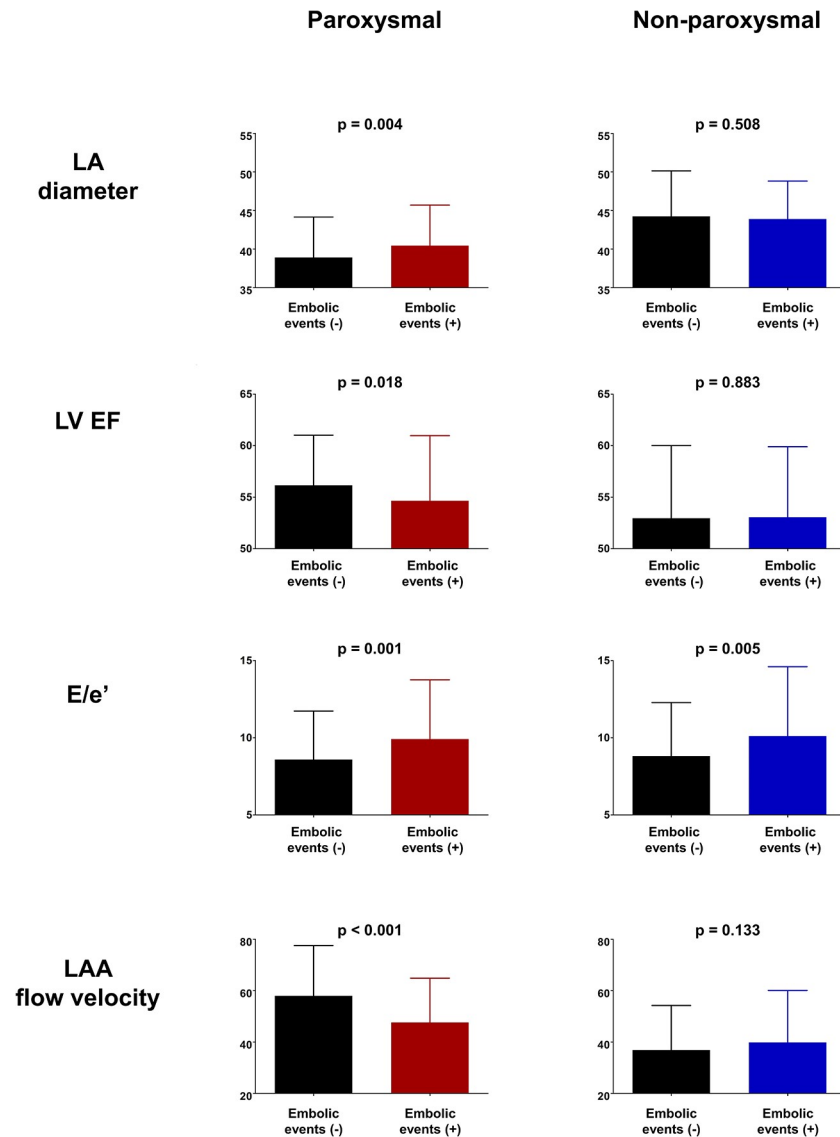 Paroxysmal
Non-paroxysmal
LA
diameter
p = 0.004
55
50
45
40
35
Embolic
events (-)
Embolic
events (+)
p = 0.508
55
50
45
40
35
Embolic
events (-)
Embolic
events (+)
LV EF
p = 0.018
65
60
55
50
Embolic
events (-)
Embolic
events (+)
p = 0.883
65
60
55
50
Embolic
events (-)
Embolic
events (+)
E/e’
p = 0.001
15
10
5
Embolic
events (-)
Embolic
events (+)
p = 0.005
15
10
5
Embolic
events (-)
Embolic
events (+)
LAA
flow velocity
p < 0.001
80
60
40
20
Embolic
events (-)
Embolic
events (+)
p = 0.133
80
60
40
20
Embolic
events (-)
Embolic
events (+)